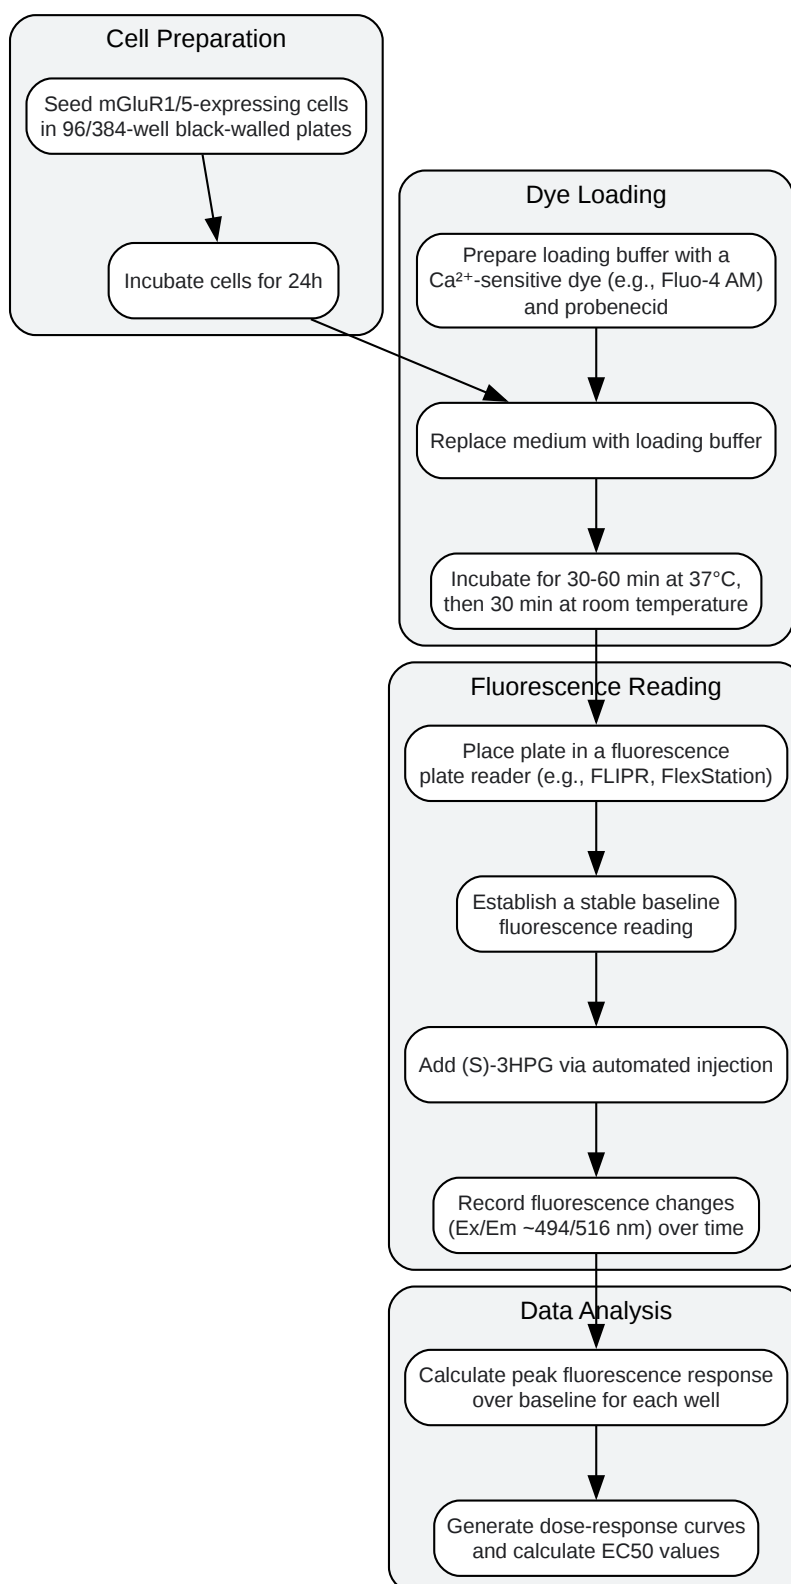 Cell Preparation
Seed mGluR1/5-expressing cells
in 96/384-well black-walled plates
Incubate cells for 24h
Dye Loading
Prepare loading buffer with a
Ca²⁺-sensitive dye (e.g., Fluo-4 AM)
and probenecid
Replace medium with loading buffer
Incubate for 30-60 min at 37°C,
then 30 min at room temperature
Fluorescence Reading
Place plate in a fluorescence
plate reader (e.g., FLIPR, FlexStation)
Establish a stable baseline
fluorescence reading
Add (S)-3HPG via automated injection
Record fluorescence changes
(Ex/Em ~494/516 nm) over time
Data Analysis
Calculate peak fluorescence response
over baseline for each well
Generate dose-response curves
and calculate EC50 values